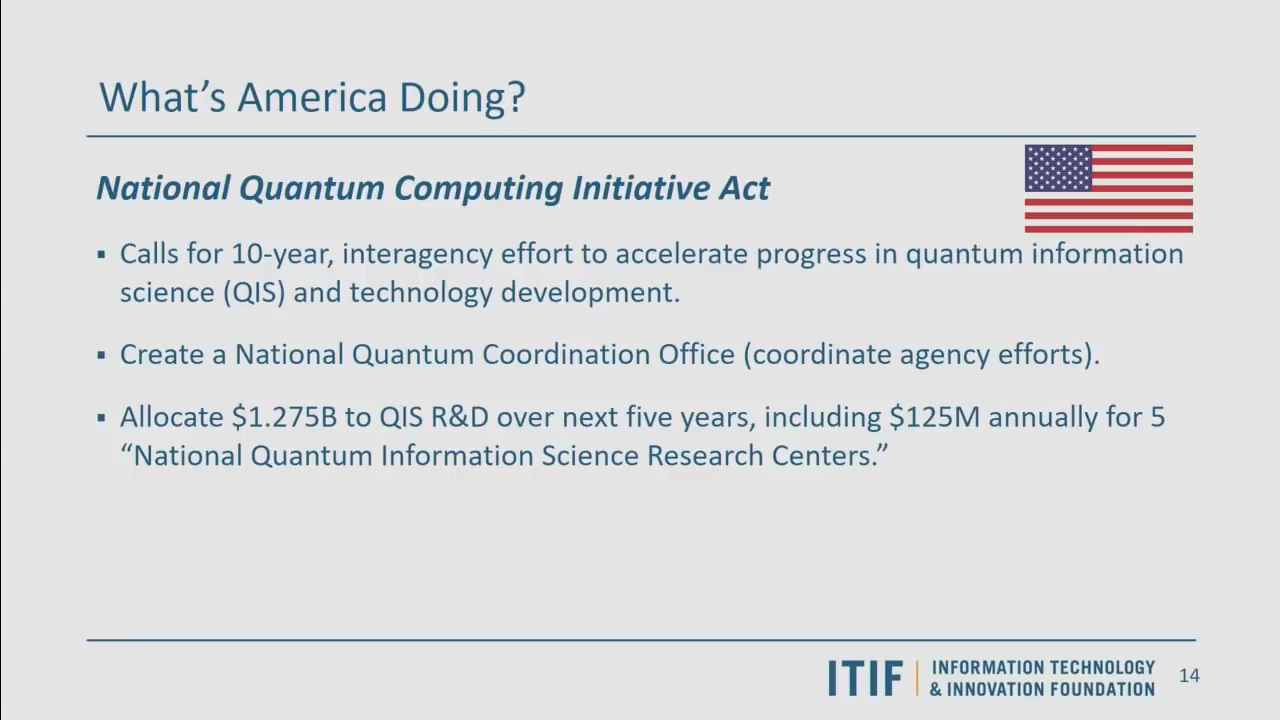 What’s America Doing?
National Quantum Computing Initiative Act
▪ Calls for 10-year, interagency effort to accelerate progress in quantum information
science (QIS) and technology development.
▪ Create a National Quantum Coordination Office (coordinate agency efforts).
▪ Allocate $1.275B to QIS R&D over next five years, including $125M annually for 5
“National Quantum Information Science Research Centers.”
ITIF | INFORMATION TECHNOLOGY
& INNOVATION FOUNDATION
14